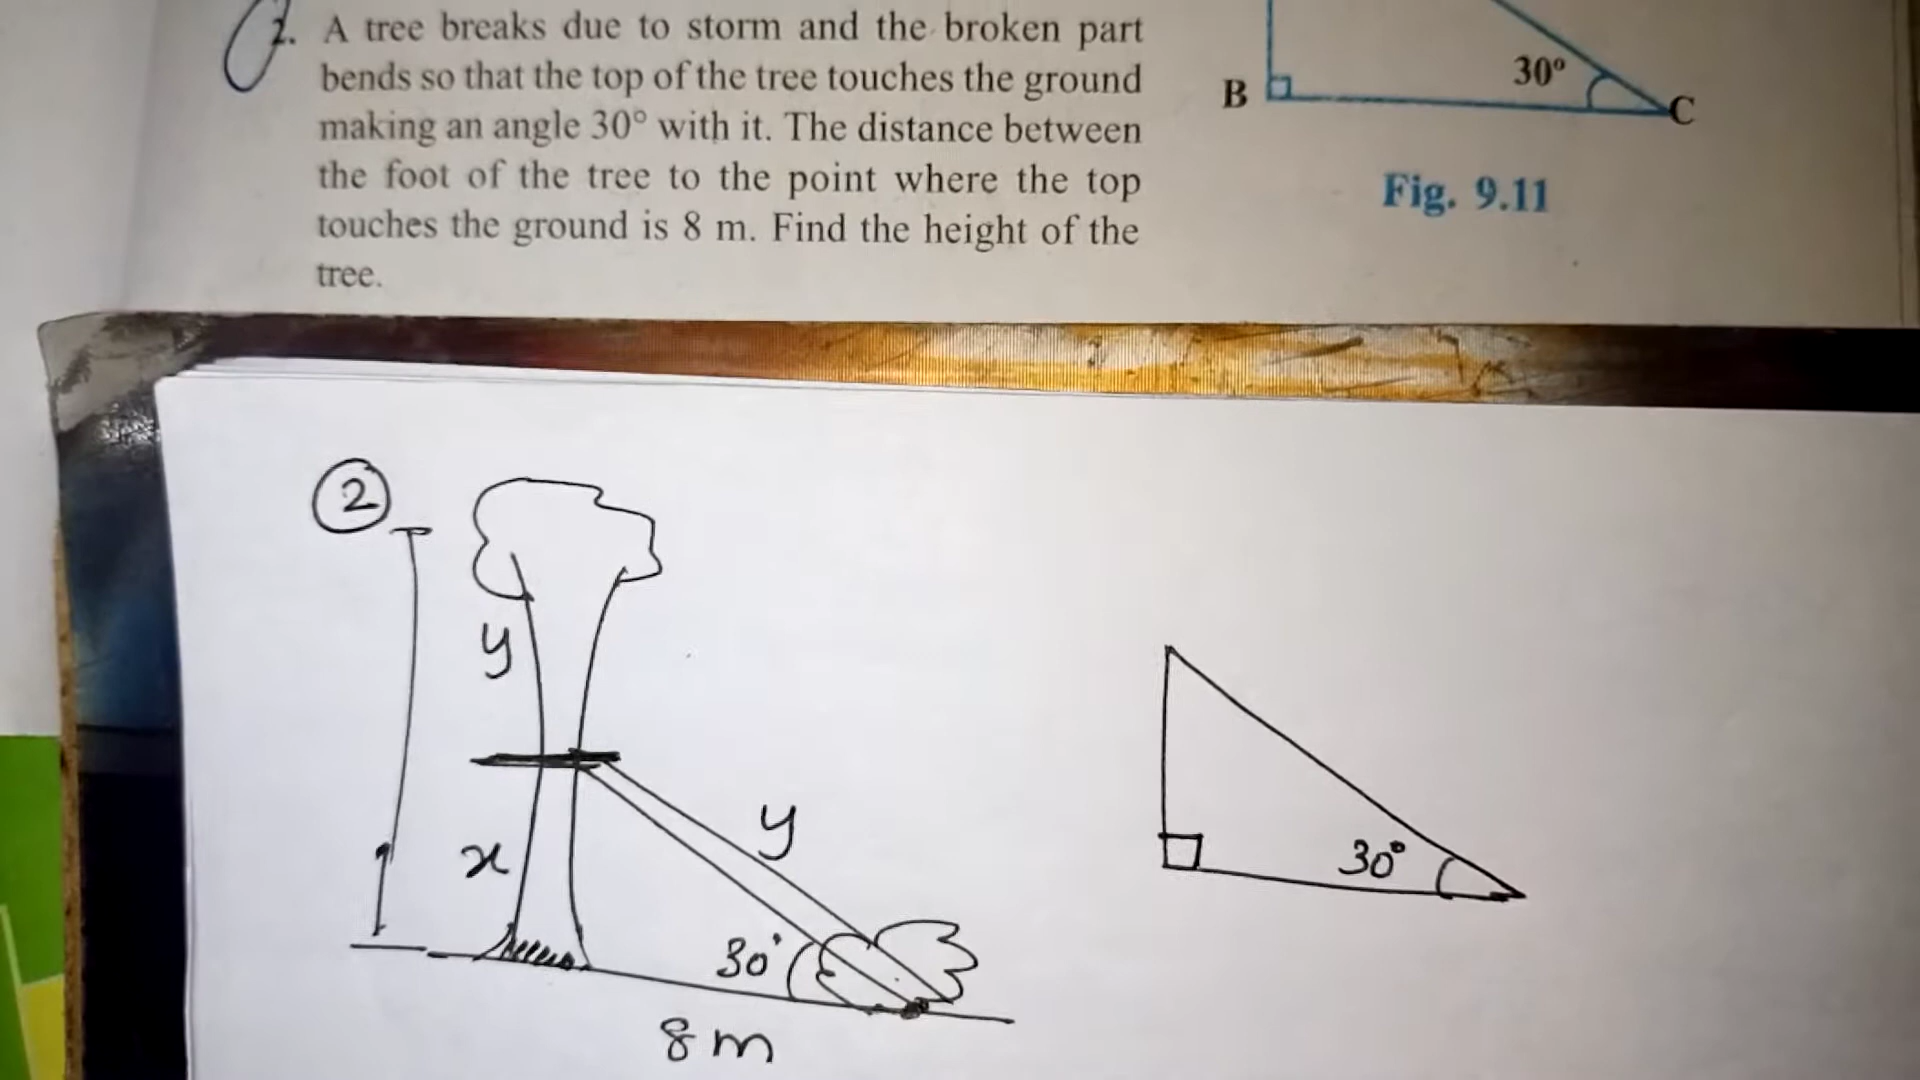 2. A tree breaks due to storm and the broken part
bends so that the top of the tree touches the ground
making an angle 30° with it. The distance between
the foot of the tree to the point where the top
touches the ground is 8 m. Find the height of the
tree.
30°
B
C
Fig. 9.11
2
y
y
x
30°
8 m
30°